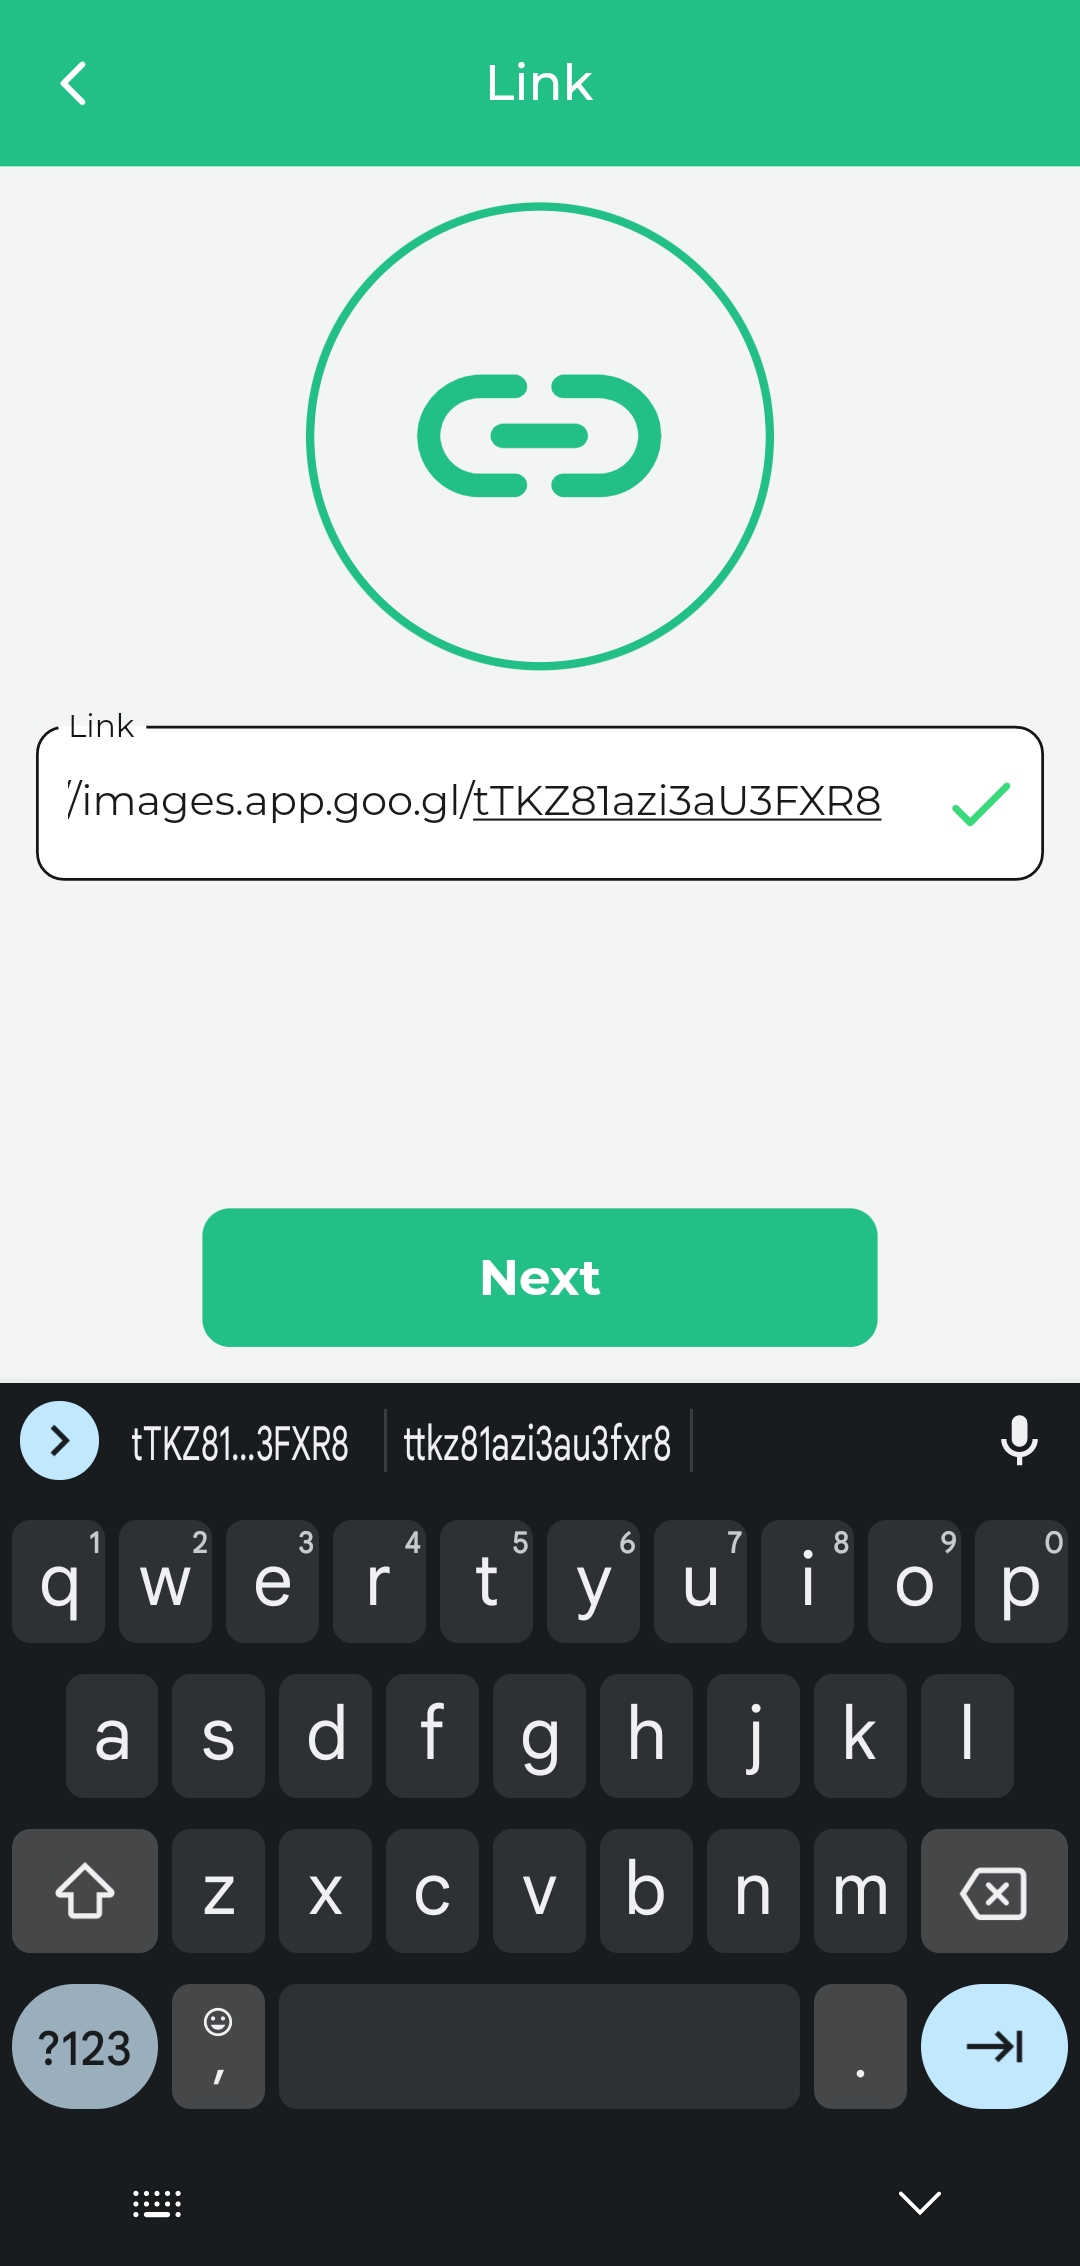 Link
Link
//images.app.goo.gl/tTKZ81azi3aU3FXR8
Next
tTKZ81...3FXR8 ttkz81azi3au3fxr8
1 2 3 4 5 6 7 8 9 0
q w e r t y u i o p
a s d f g h j k l
z x c v b n m
?123 , .